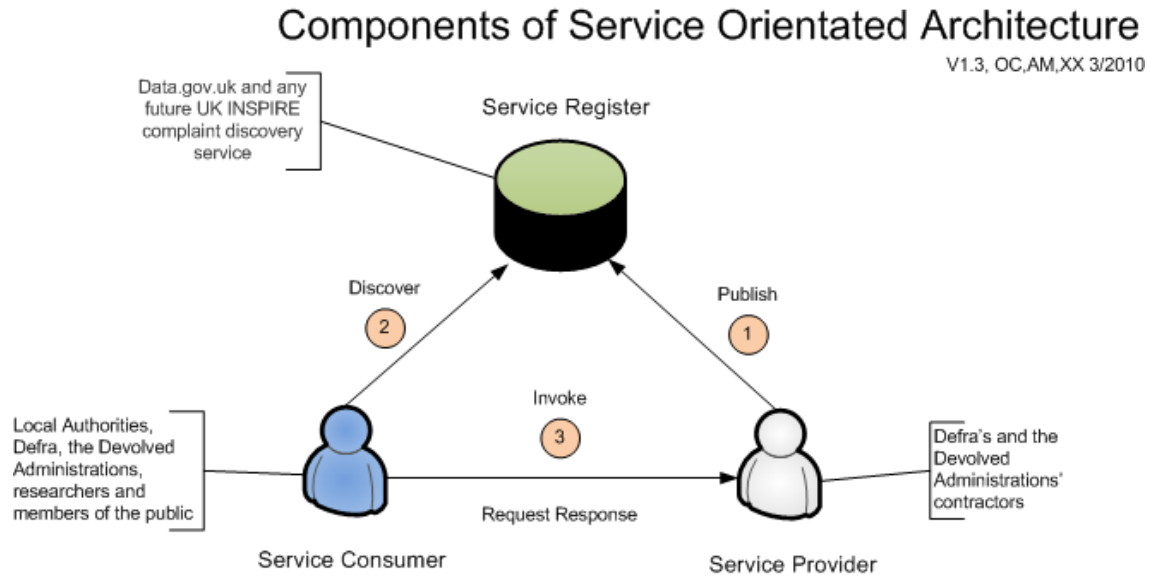 Components of Service Orientated Architecture
V1.3, OC,AM,XX 3/2010
Data.gov.uk and any
future UK INSPIRE
complaint discovery
service
Service Register
Discover
2
Publish
1
Invoke
3
Local Authorities,
Defra, the Devolved
Administrations,
researchers and
members of the public
Defra's and the
Devolved
Administrations'
contractors
Request Response
Service Consumer
Service Provider